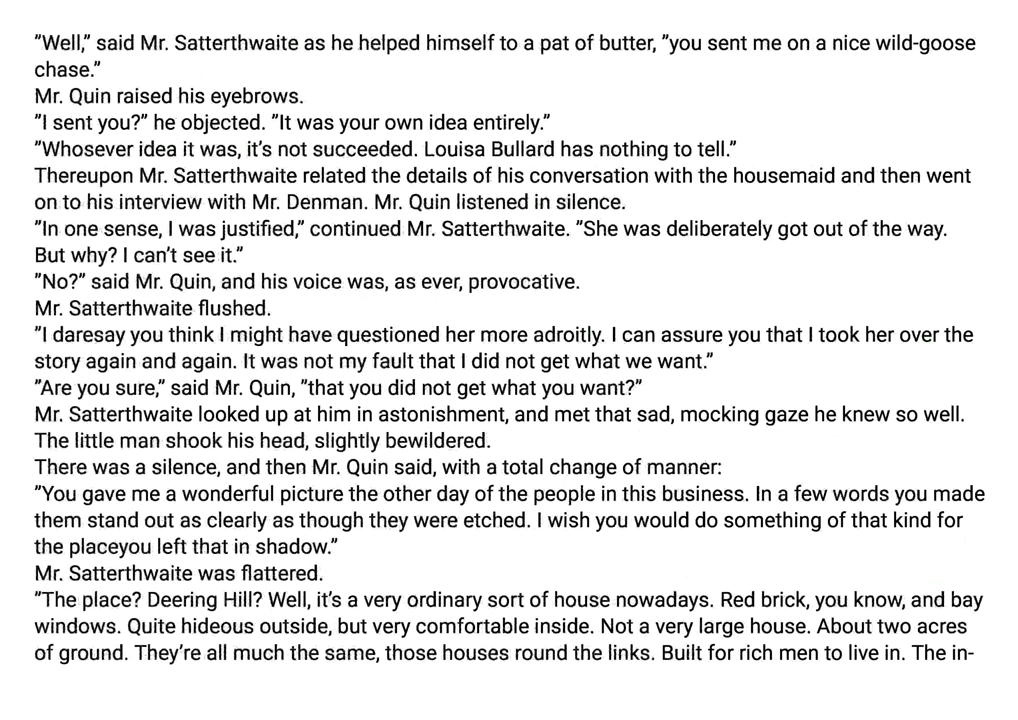 "Well," said Mr. Satterthwaite as he helped himself to a pat of butter, "you sent me on a nice wild-goose
chase."
Mr. Quin raised his eyebrows.
"I sent you?" he objected. "It was your own idea entirely."
"Whosever idea it was, it's not succeeded. Louisa Bullard has nothing to tell."
Thereupon Mr. Satterthwaite related the details of his conversation with the housemaid and then went
on to his interview with Mr. Denman. Mr. Quin listened in silence.
"In one sense, I was justified," continued Mr. Satterthwaite. "She was deliberately got out of the way.
But why? I can't see it."
"No?" said Mr. Quin, and his voice was, as ever, provocative.
Mr. Satterthwaite flushed.
"I daresay you think I might have questioned her more adroitly. I can assure you that I took her over the
story again and again. It was not my fault that I did not get what we want."
"Are you sure," said Mr. Quin, "that you did not get what you want?"
Mr. Satterthwaite looked up at him in astonishment, and met that sad, mocking gaze he knew so well.
The little man shook his head, slightly bewildered.
There was a silence, and then Mr. Quin said, with a total change of manner:
"You gave me a wonderful picture the other day of the people in this business. In a few words you made
them stand out as clearly as though they were etched. I wish you would do something of that kind for
the placeyou left that in shadow."
Mr. Satterthwaite was flattered.
"The place? Deering Hill? Well, it's a very ordinary sort of house nowadays. Red brick, you know, and bay
windows. Quite hideous outside, but very comfortable inside. Not a very large house. About two acres
of ground. They're all much the same, those houses round the links. Built for rich men to live in. The in-